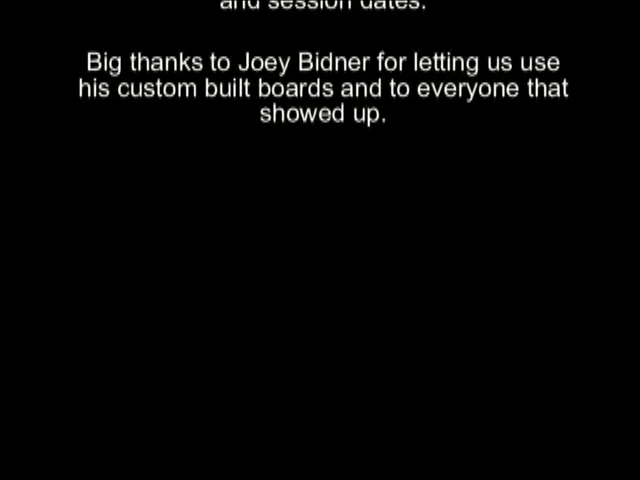 and session dates.
Big thanks to Joey Bidner for letting us use
his custom built boards and to everyone that
showed up.